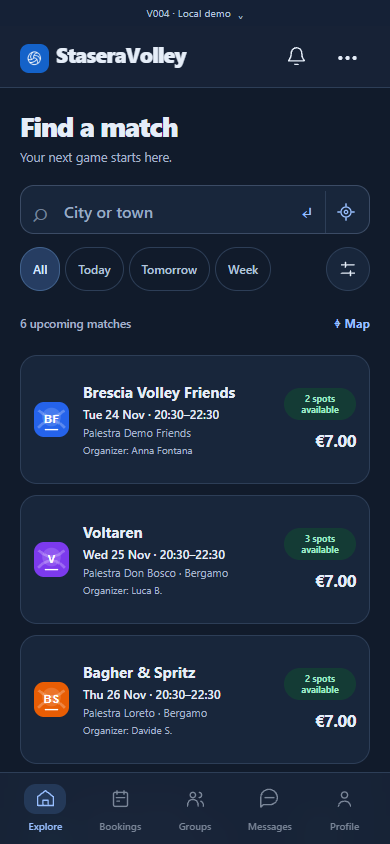 V004 · Local demo
StaseraVolley
Find a match
Your next game starts here.
City or town
All
Today
Tomorrow
Week
6 upcoming matches
Map
BF
Brescia Volley Friends
Tue 24 Nov · 20:30–22:30
Palestra Demo Friends
Organizer: Anna Fontana
2 spots
available
€7.00
V
Voltaren
Wed 25 Nov · 20:30–22:30
Palestra Don Bosco · Bergamo
Organizer: Luca B.
3 spots
available
€7.00
BS
Bagher & Spritz
Thu 26 Nov · 20:30–22:30
Palestra Loreto · Bergamo
Organizer: Davide S.
2 spots
available
€7.00
Explore
Bookings
Groups
Messages
Profile